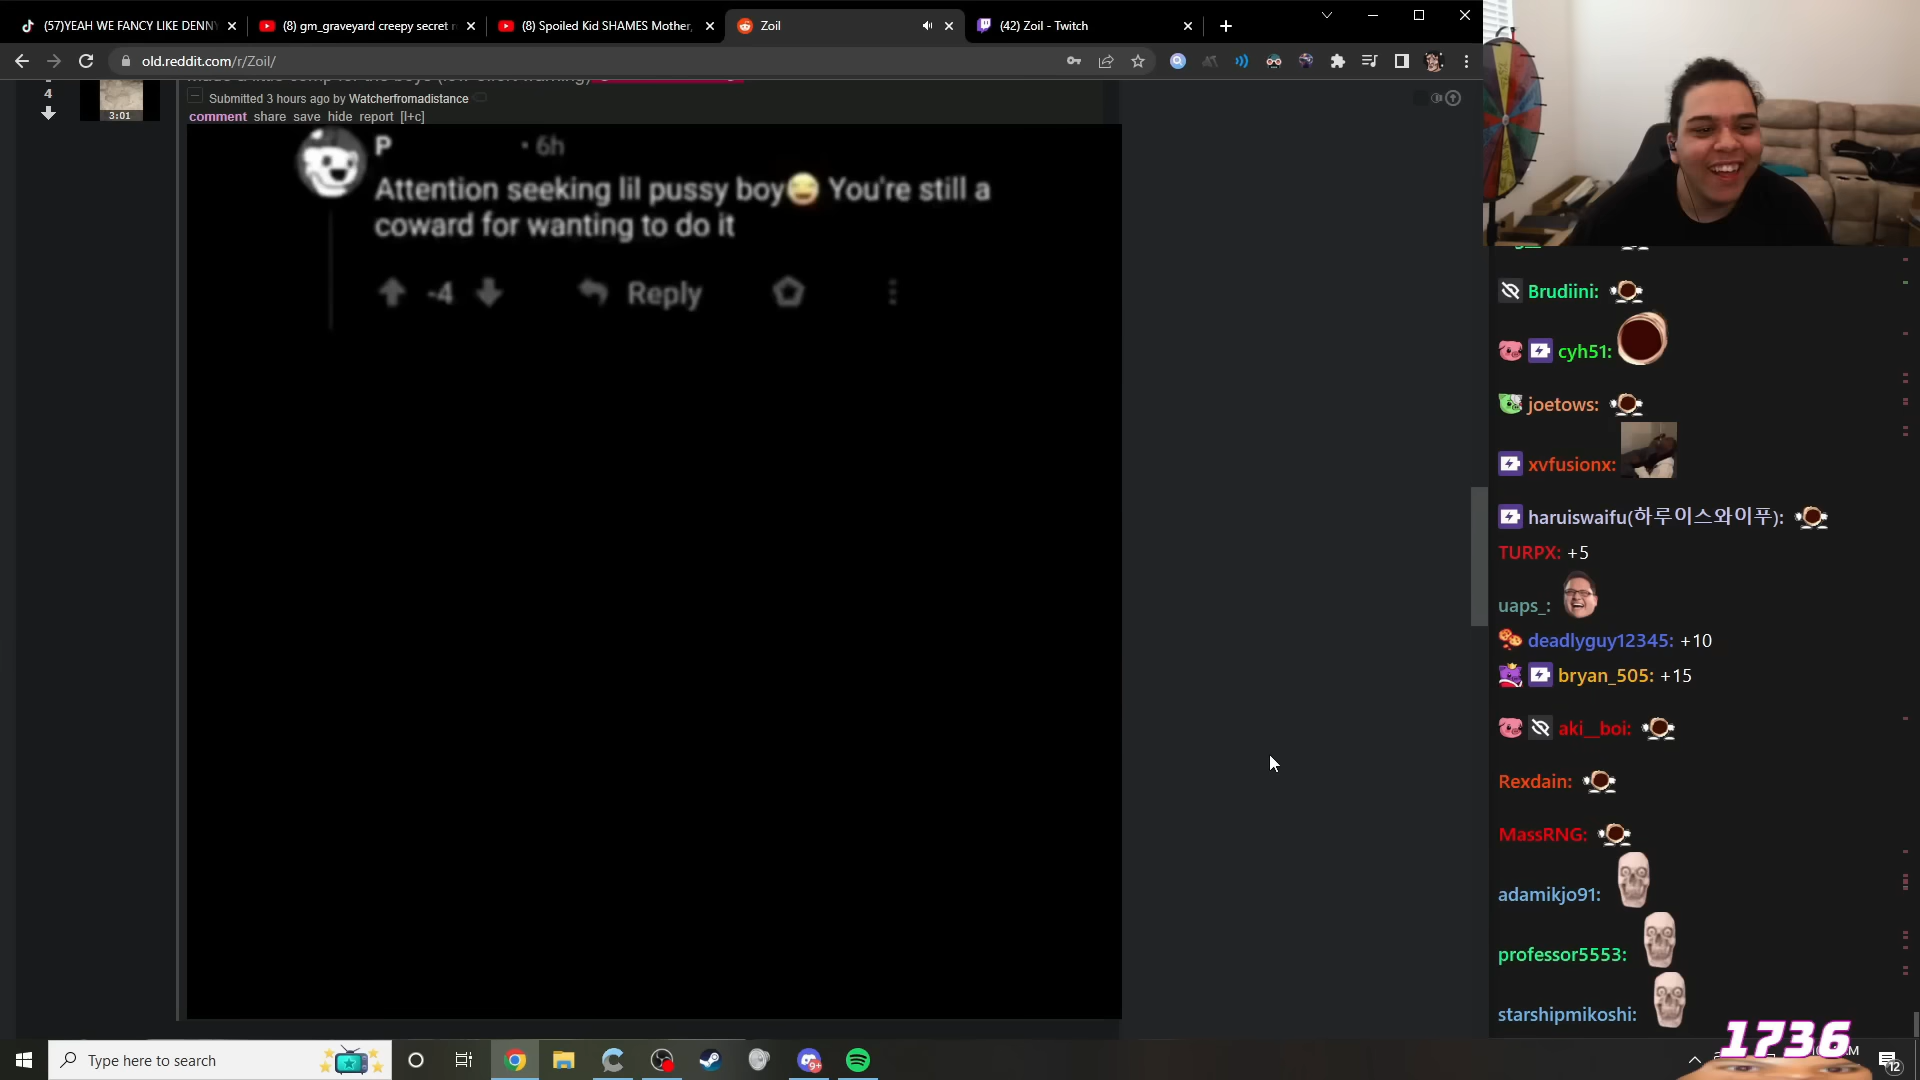 (57)YEAH WE FANCY LIKE DENN
(8) gm_graveyard creepy secret r
(8) Spoiled Kid SHAMES Mother,
Zoil
(42) Zoil - Twitch
old.reddit.com/r/Zoil/
4
3:01
Submitted 3 hours ago by Watcherfromadistance
comment share save hide report [l+c]
P • 6h
Attention seeking lil pussy boy😄 You're still a
coward for wanting to do it
-4 Reply
Brudiini:
cyh51:
joetows:
xvfusionx:
haruiswaifu(하루이스와이푸):
TURPX: +5
uaps_:
deadlyguy12345: +10
bryan_505: +15
aki__boi:
Rexdain:
MassRNG:
adamikjo91:
professor5553:
starshipmikoshi:
1736
Type here to search
9+
12